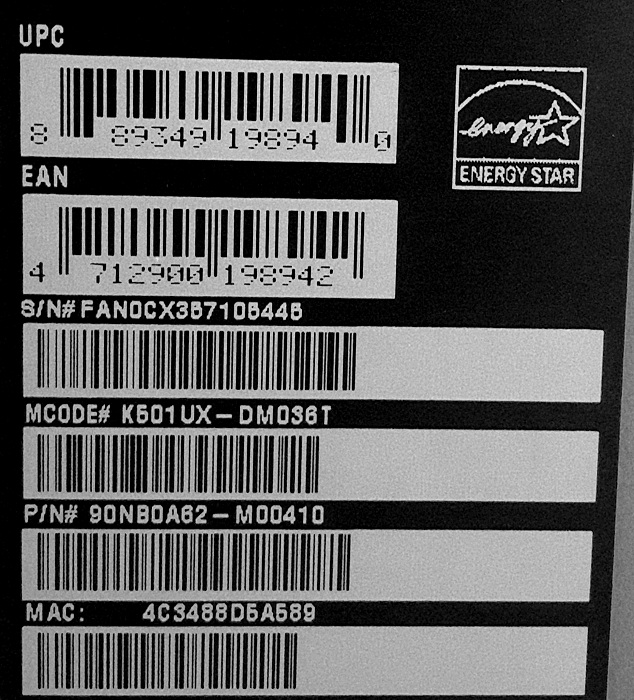 UPC
8 89349 19894 0
energy
ENERGY STAR
EAN
4 712900 198942
S/N# FAN0CX357105445
MCODE# K501UX-DM036T
P/N# 90NB0A62-M00410
MAC: 4C3488D5A589